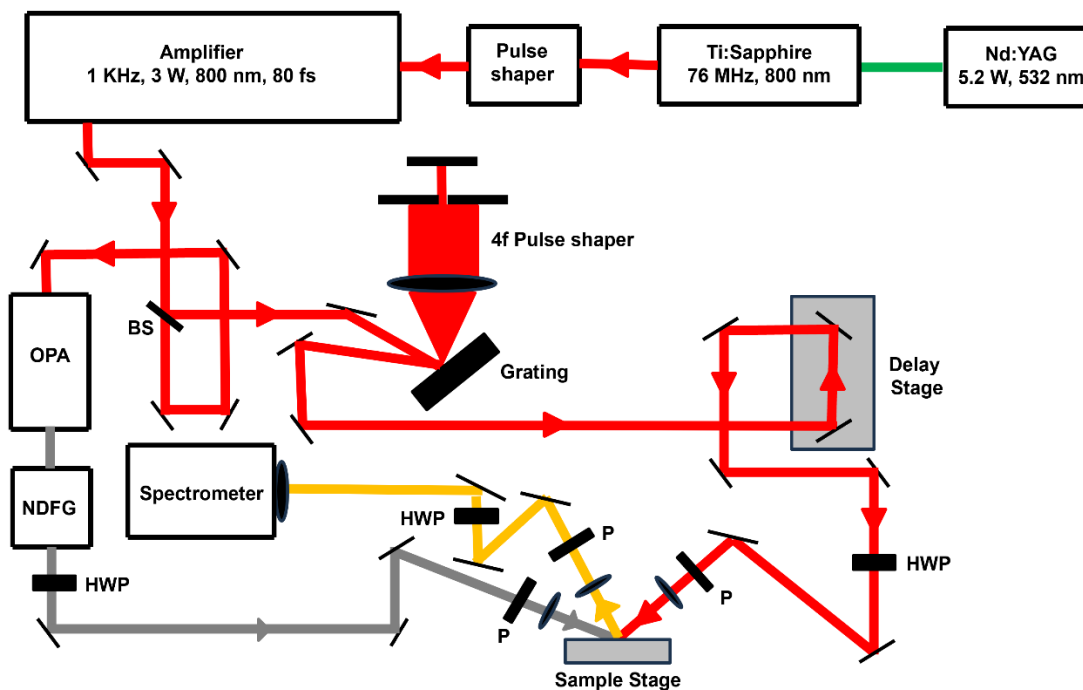 Amplifier
1 KHz, 3 W, 800 nm, 80 fs
Pulse
shaper
Ti:Sapphire
76 MHz, 800 nm
Nd:YAG
5.2 W, 532 nm
4f Pulse shaper
BS
OPA
Grating
Delay
Stage
Spectrometer
NDFG
HWP
P
HWP
P
HWP
P
Sample Stage